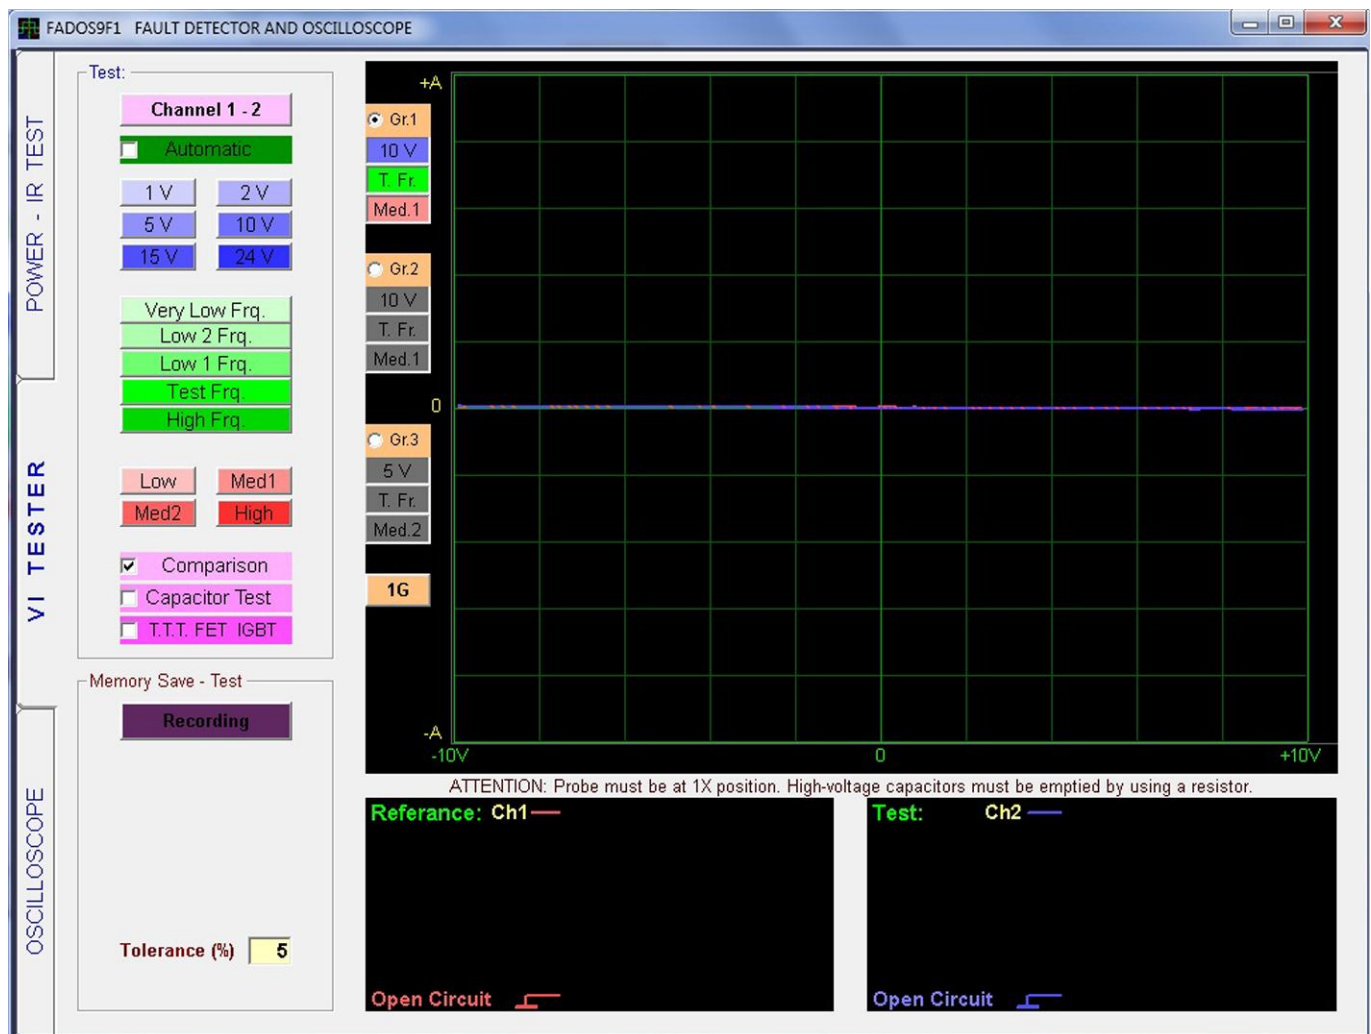 FADOS9F1 FAULT DETECTOR AND OSCILLOSCOPE
POWER - IR TEST
VI TESTER
OSCILLOSCOPE
Test:
Channel 1 - 2
Automatic
1 V 2 V
5 V 10 V
15 V 24 V
Very Low Frq.
Low 2 Frq.
Low 1 Frq.
Test Frq.
High Frq.
Low Med1
Med2 High
Comparison
Capacitor Test
T.T.T. FET IGBT
Memory Save - Test
Recording
Tolerance (%) 5
Gr.1
10 V
T. Fr.
Med.1
Gr.2
10 V
T. Fr.
Med.1
Gr.3
5 V
T. Fr.
Med.2
1G
+A
0
-A
-10V 0 +10V
ATTENTION: Probe must be at 1X position. High-voltage capacitors must be emptied by using a resistor.
Referance: Ch1
Open Circuit
Test: Ch2
Open Circuit